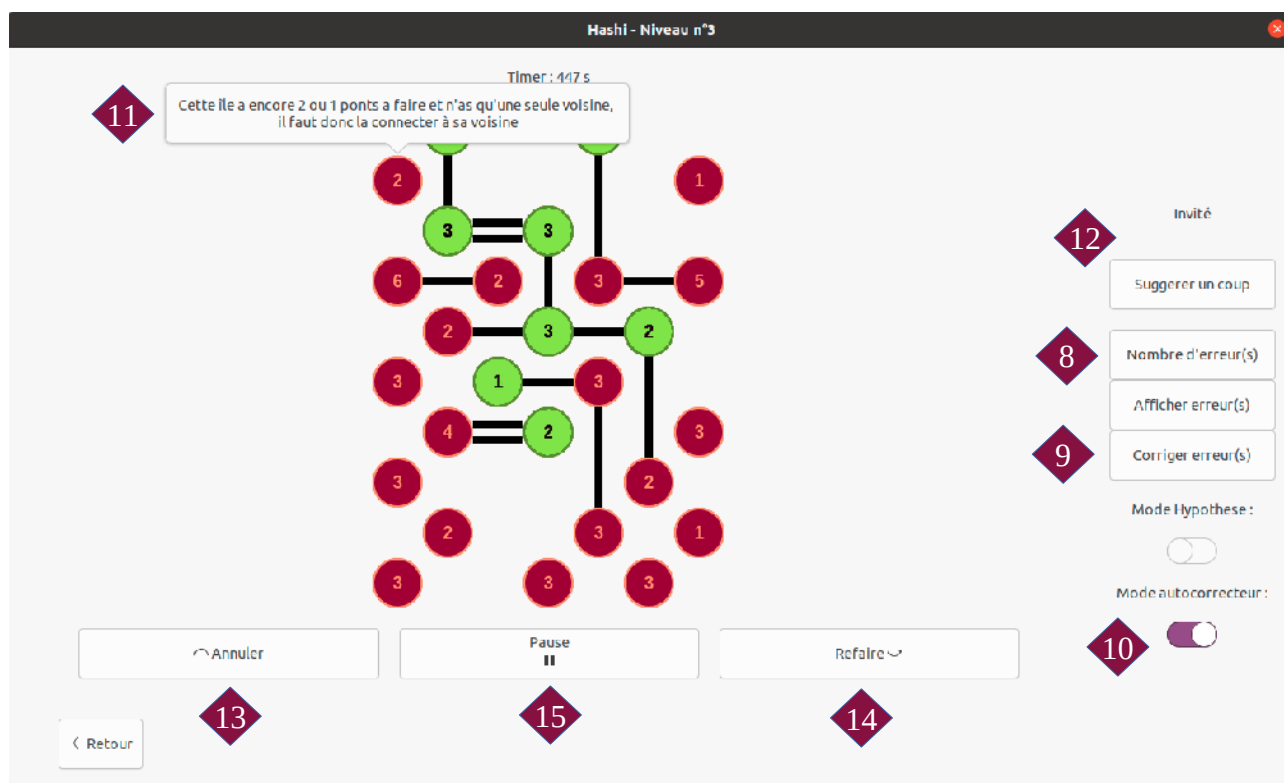 Hashi - Niveau n°3
Timer : 447 s
11
Cette île a encore 2 ou 1 ponts a faire et n'as qu'une seule voisine,
il faut donc la connecter à sa voisine
2 1
Invité
3 3
12
6 2 3 5
Suggerer un coup
2 3 2
8
Nombre d'erreur(s)
3 1 3
Afficher erreur(s)
4 2 3
9
Corriger erreur(s)
3 2
Mode Hypothese :
2 3 1
3 3 3
Mode autocorrecteur :
10
Annuler
Pause
Refaire
13
15
14
Retour